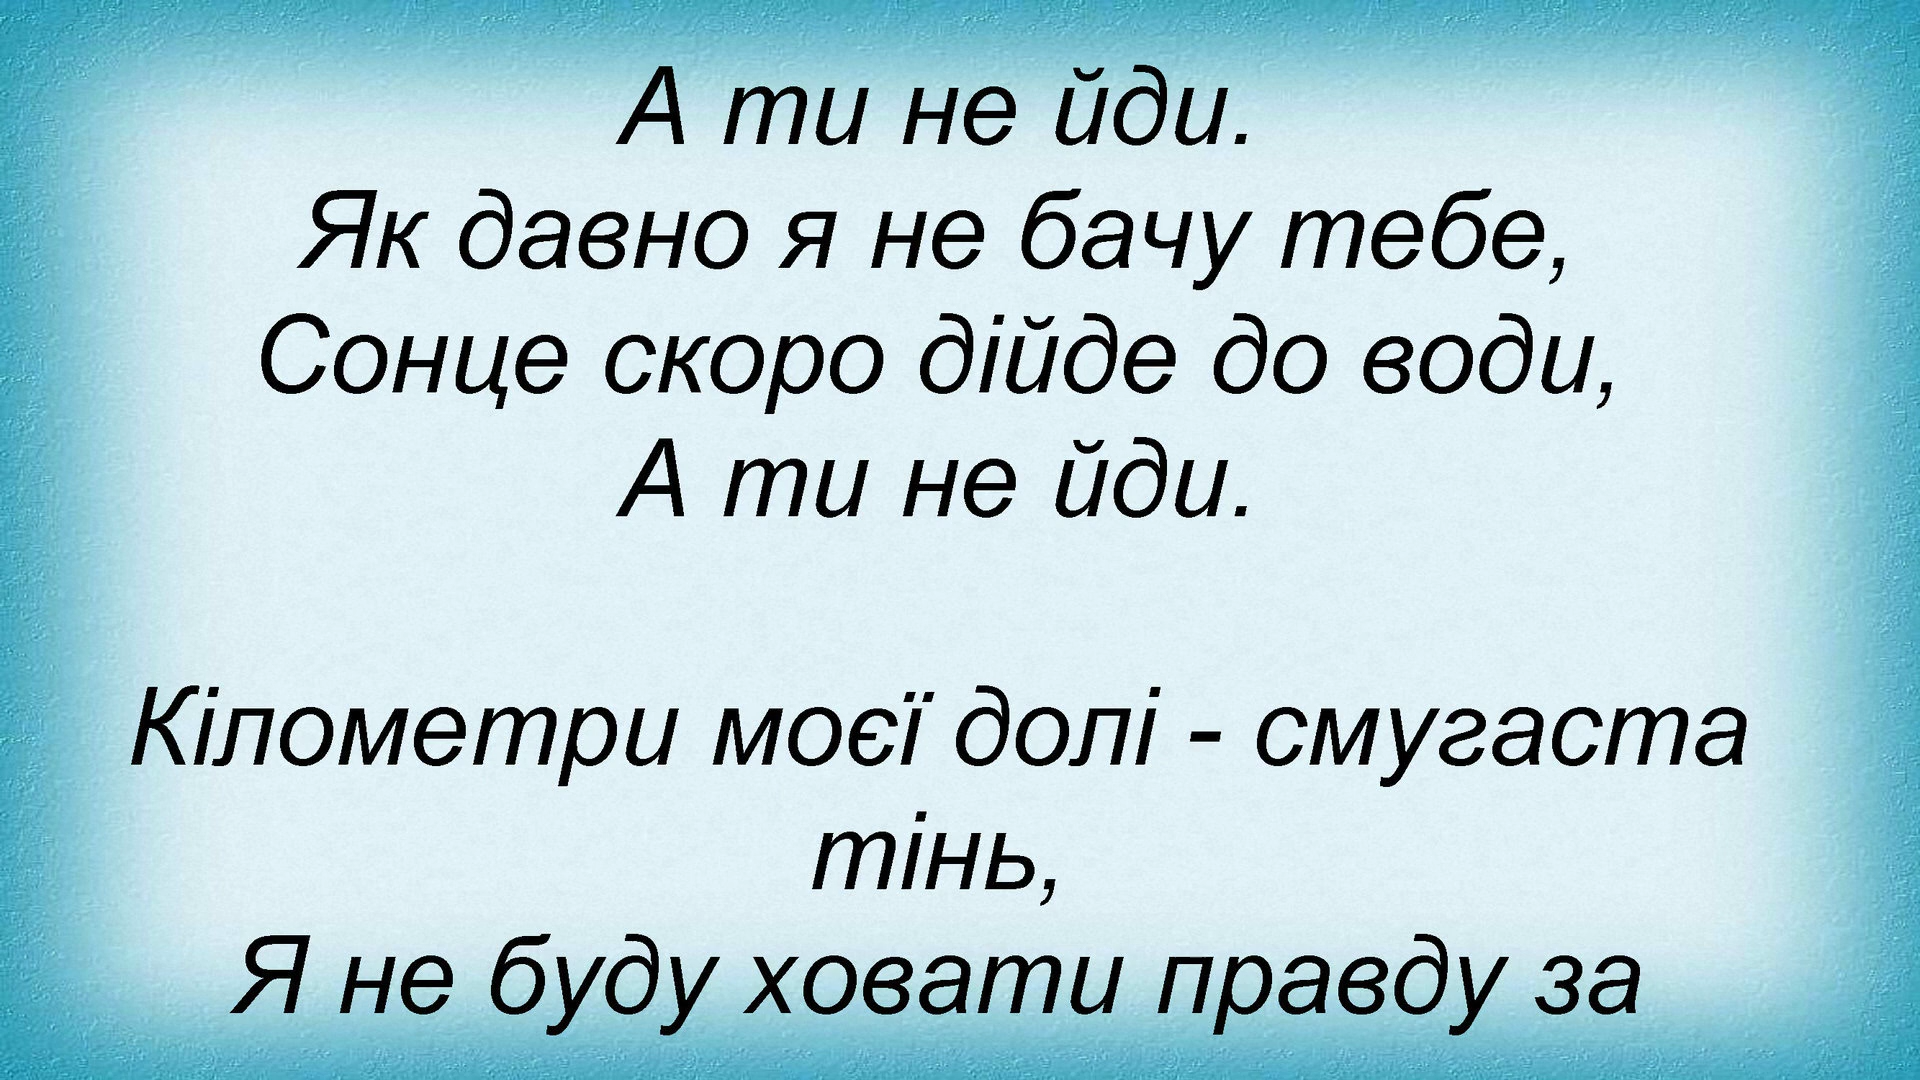 А ти не йди.
Як давно я не бачу тебе,
Сонце скоро дійде до води,
А ти не йди.
Кілометри моєї долі - смугаста
тінь,
Я не буду ховати правду за